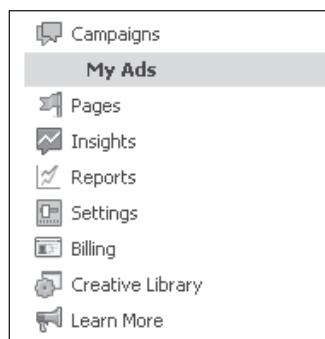 Campaigns
My Ads
Pages
Insights
Reports
Settings
Billing
Creative Library
Learn More